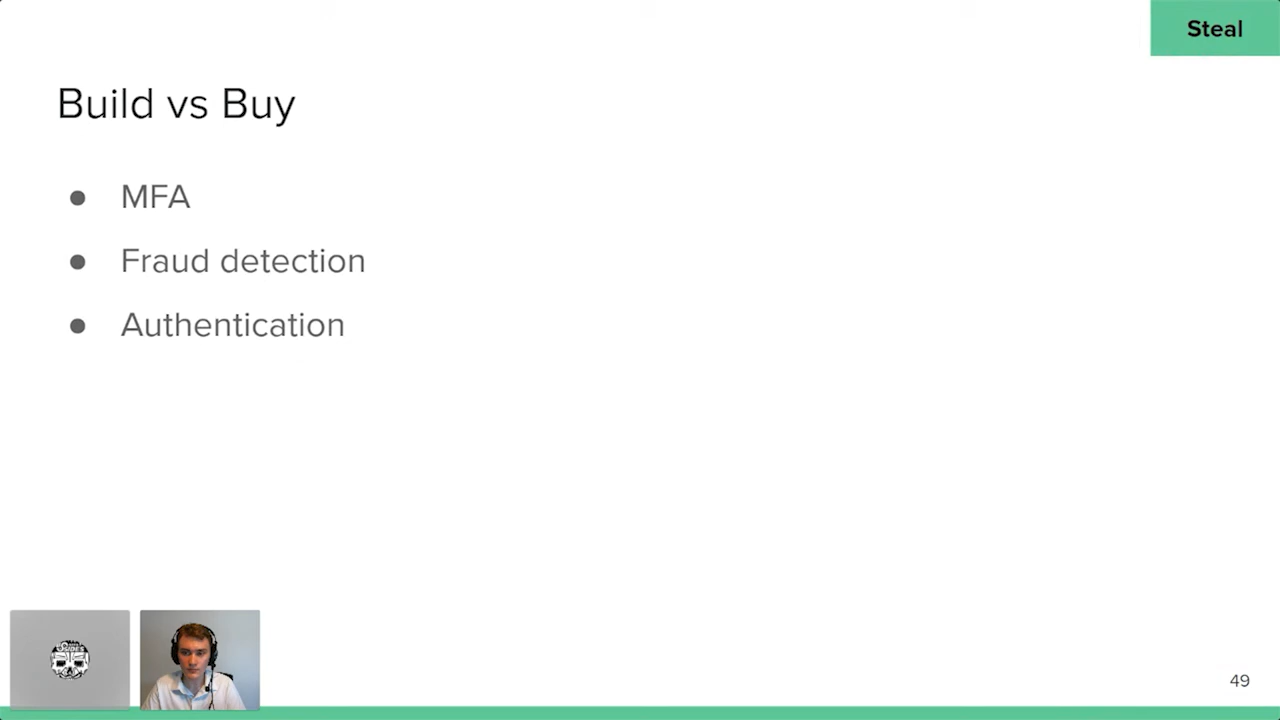 Steal
Build vs Buy
● MFA
● Fraud detection
● Authentication
49